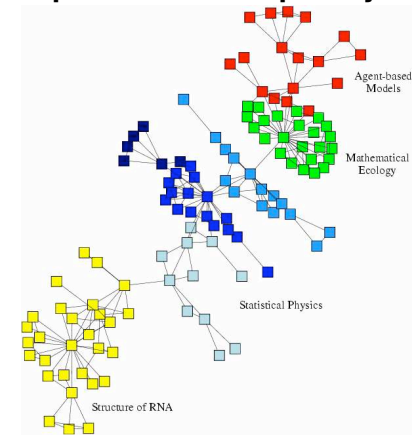 Agent-based
Models
Mathematical
Ecology
Statistical Physics
Structure of RNA